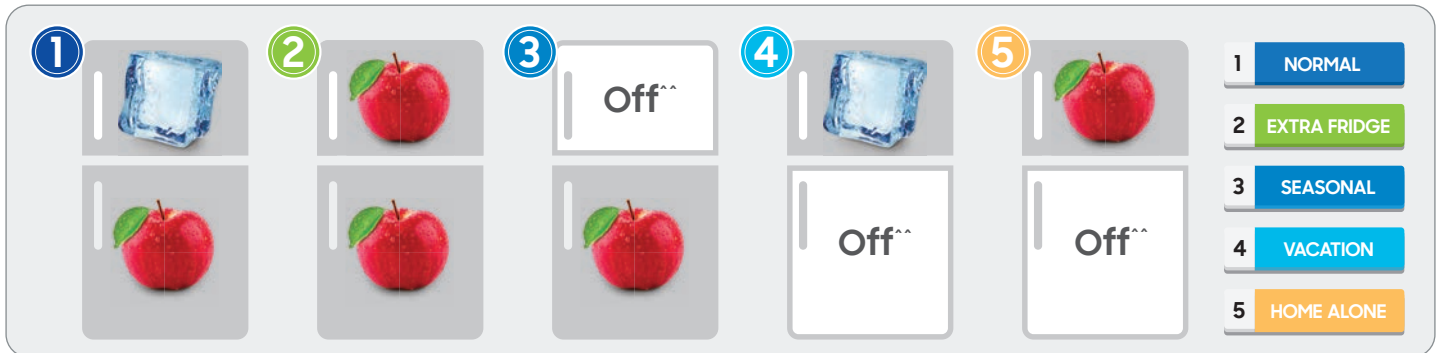 1
2
3
Off^^
4
Off^^
5
Off^^
1 NORMAL
2 EXTRA FRIDGE
3 SEASONAL
4 VACATION
5 HOME ALONE